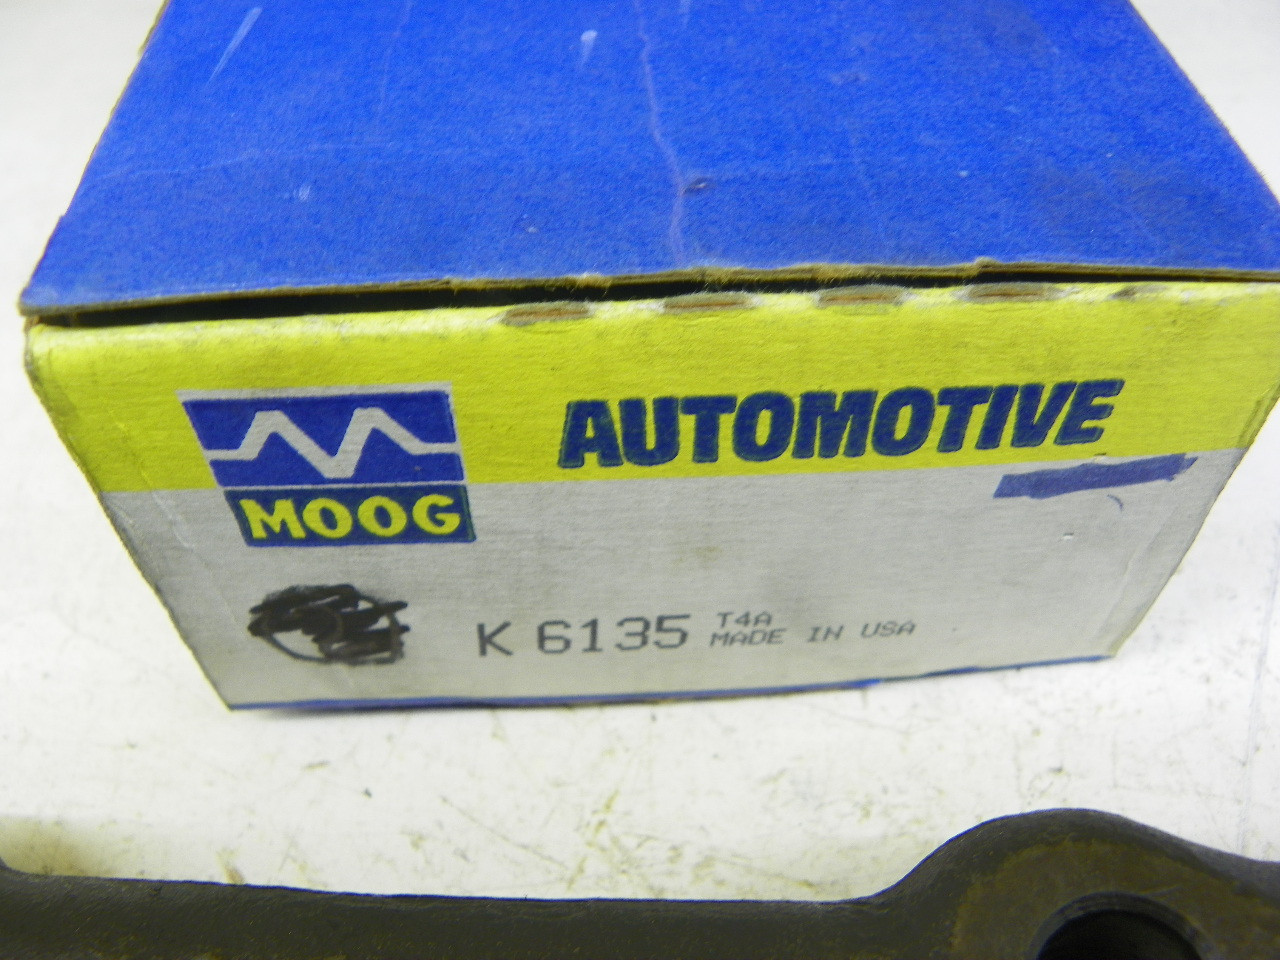 AUTOMOTIVE
MOOG
K 6135 T4A
MADE IN USA